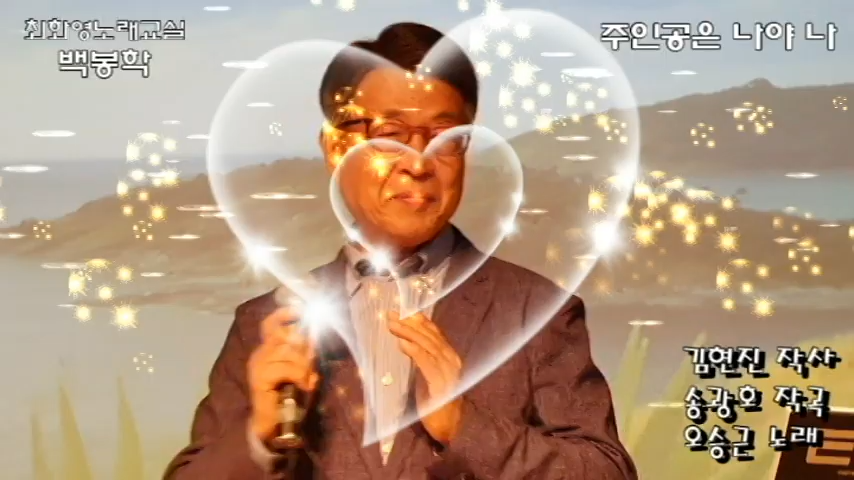 최화영노래교실
백봉학
주인공은 나야 나
김현진 작사
송광호 작곡
오승근 노래